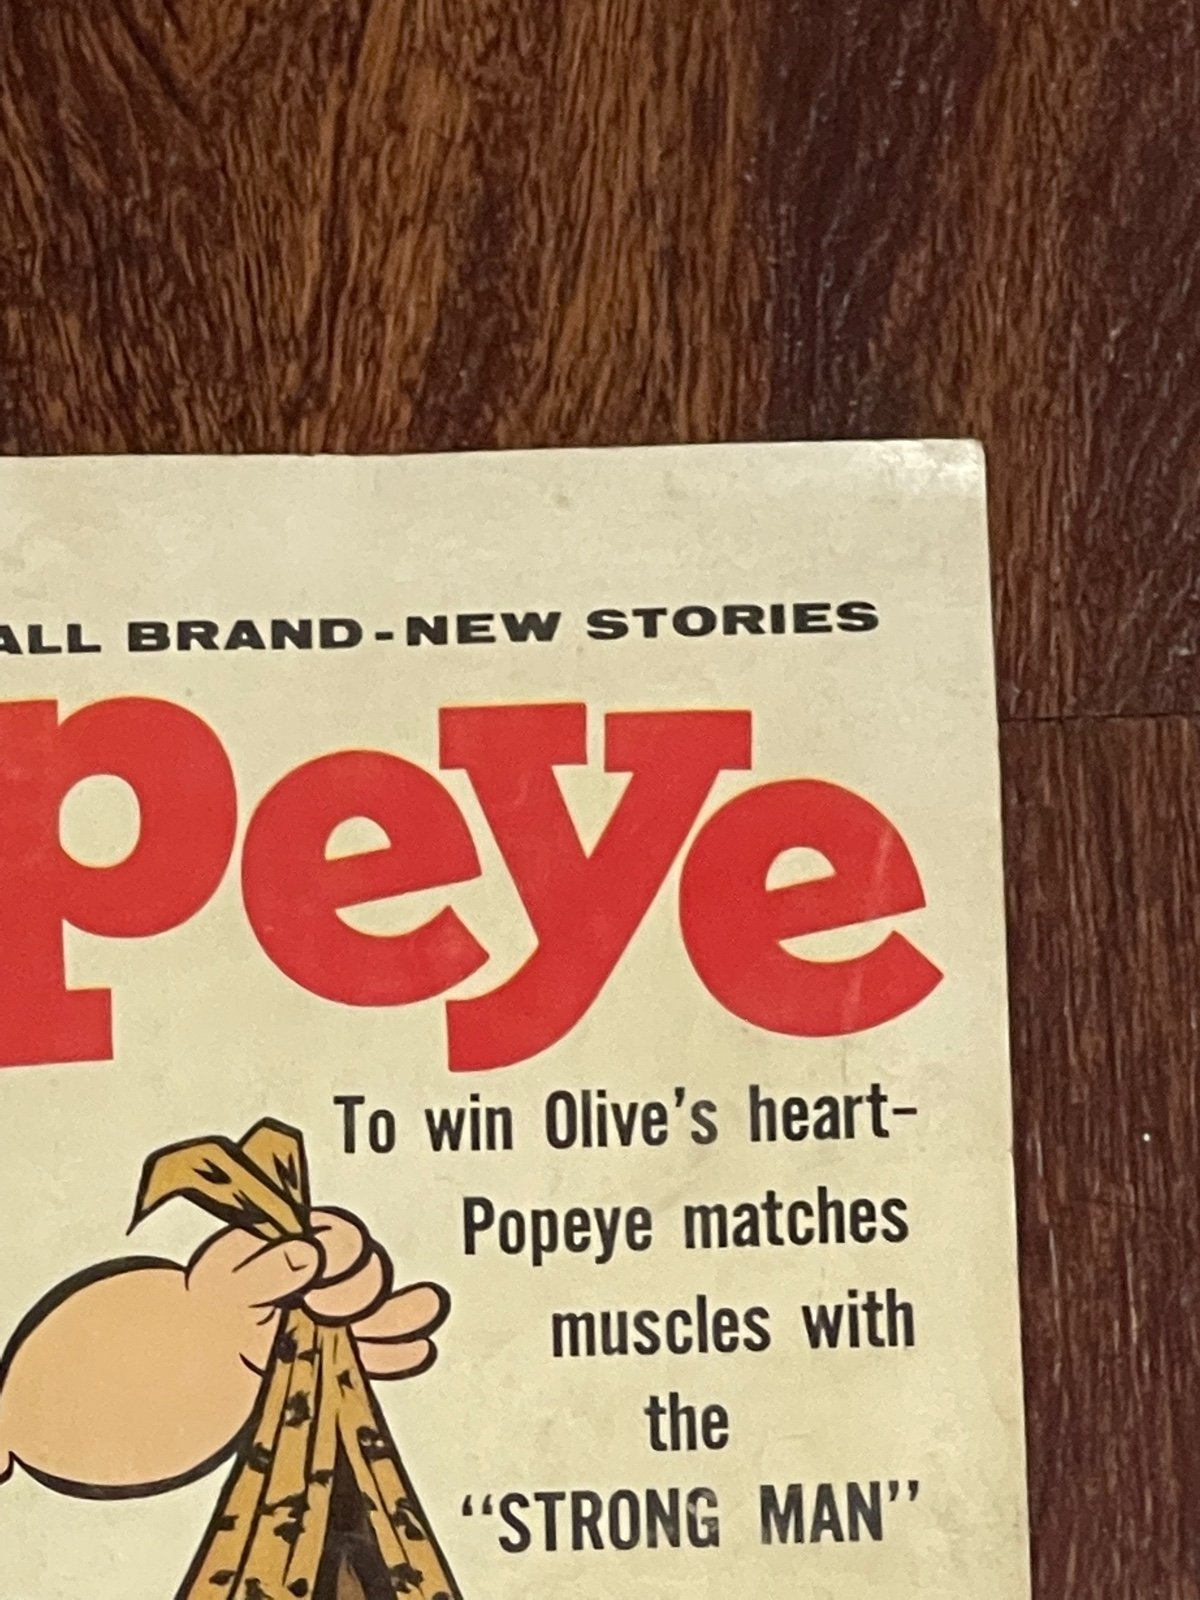 ALL BRAND-NEW STORIES
peye
To win Olive's heart-
Popeye matches
muscles with
the
"STRONG MAN"